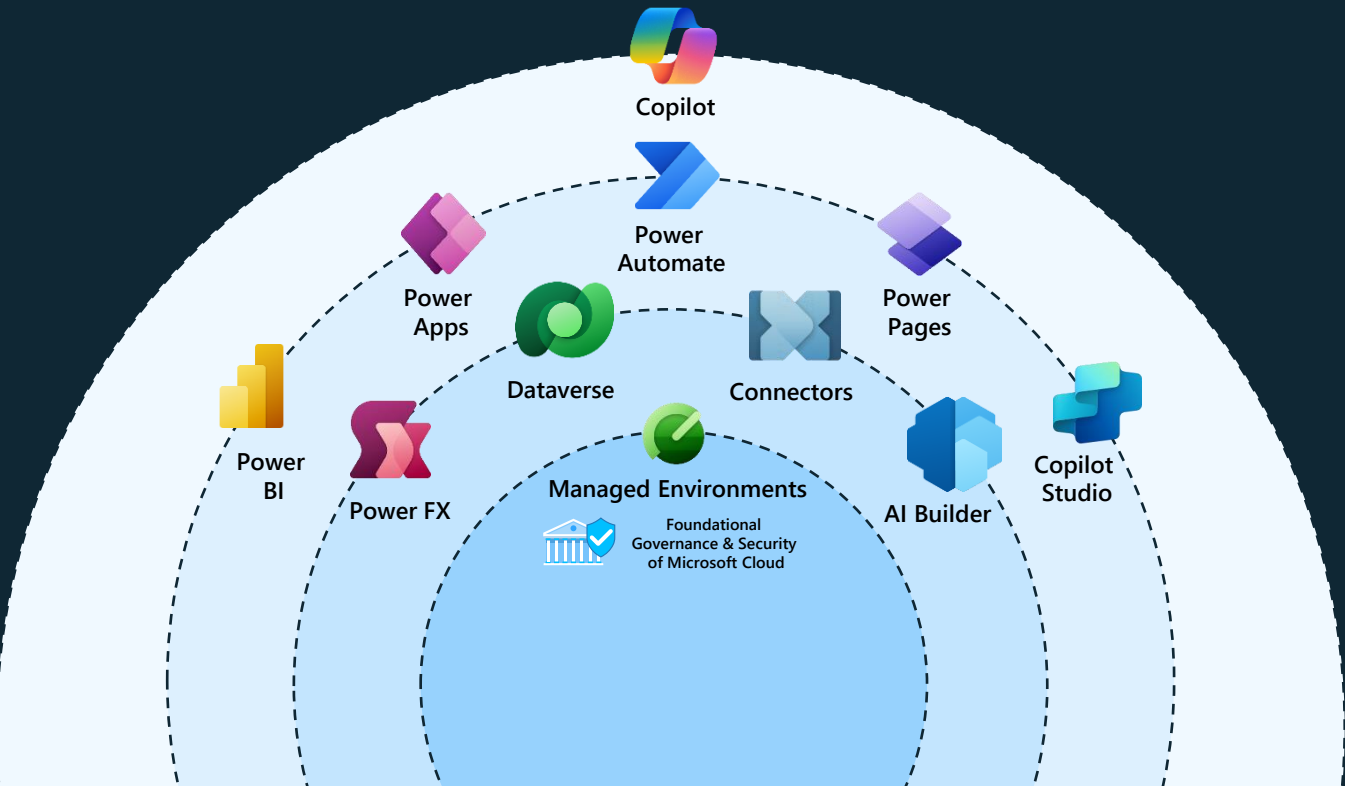 Copilot
Power
Automate
Power
Apps
Power
Pages
Dataverse
Connectors
Power
BI
Copilot
Studio
Power FX
AI Builder
Managed Environments
Foundational
Governance & Security
of Microsoft Cloud